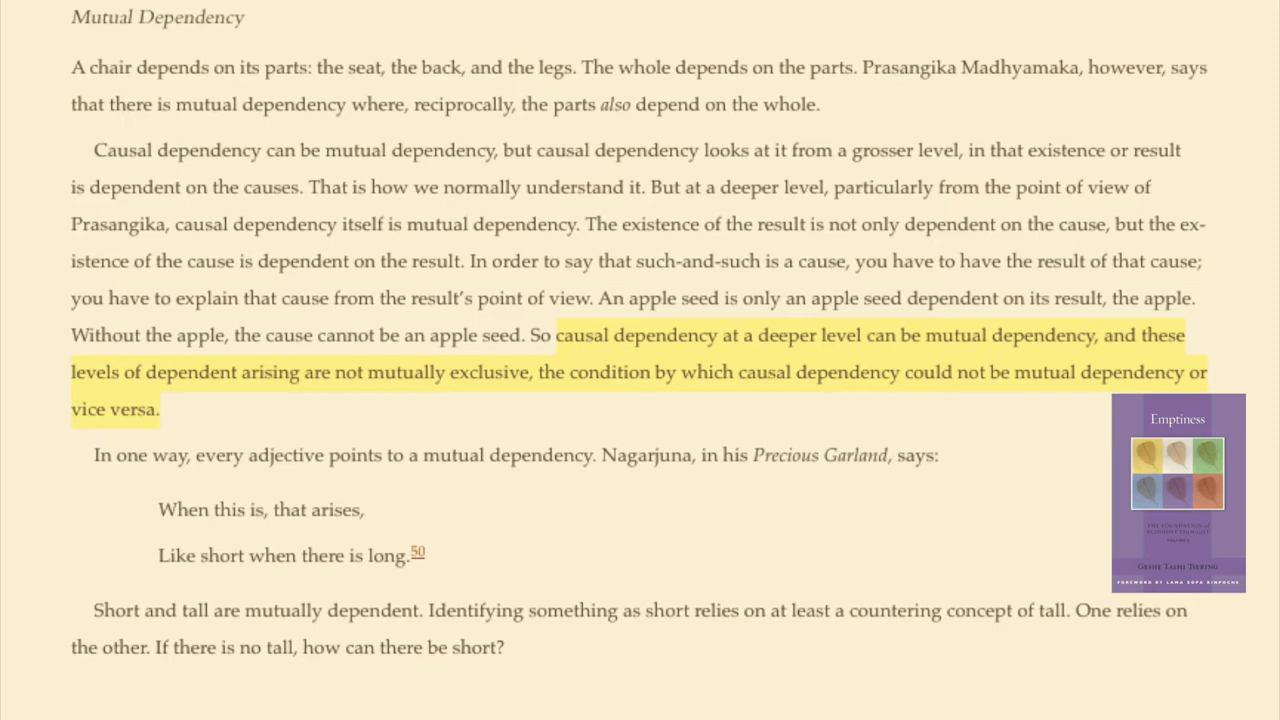 Mutual Dependency
A chair depends on its parts: the seat, the back, and the legs. The whole depends on the parts. Prasangika Madhyamaka, however, says
that there is mutual dependency where, reciprocally, the parts also depend on the whole.
Causal dependency can be mutual dependency, but causal dependency looks at it from a grosser level, in that existence or result
is dependent on the causes. That is how we normally understand it. But at a deeper level, particularly from the point of view of
Prasangika, causal dependency itself is mutual dependency. The existence of the result is not only dependent on the cause, but the ex-
istence of the cause is dependent on the result. In order to say that such-and-such is a cause, you have to have the result of that cause;
you have to explain that cause from the result's point of view. An apple seed is only an apple seed dependent on its result, the apple.
Without the apple, the cause cannot be an apple seed. So causal dependency at a deeper level can be mutual dependency, and these
levels of dependent arising are not mutually exclusive, the condition by which causal dependency could not be mutual dependency or
vice versa.
In one way, every adjective points to a mutual dependency. Nagarjuna, in his Precious Garland, says:
When this is, that arises,
Like short when there is long.50
Short and tall are mutually dependent. Identifying something as short relies on at least a countering concept of tall. One relies on
the other. If there is no tall, how can there be short?
Emptiness
THE FOUNDATION of
BUDDHIST THOUGHT
GESHE TASHI TSERING
FOREWORD BY LAMA ZOPA RINPOCHE